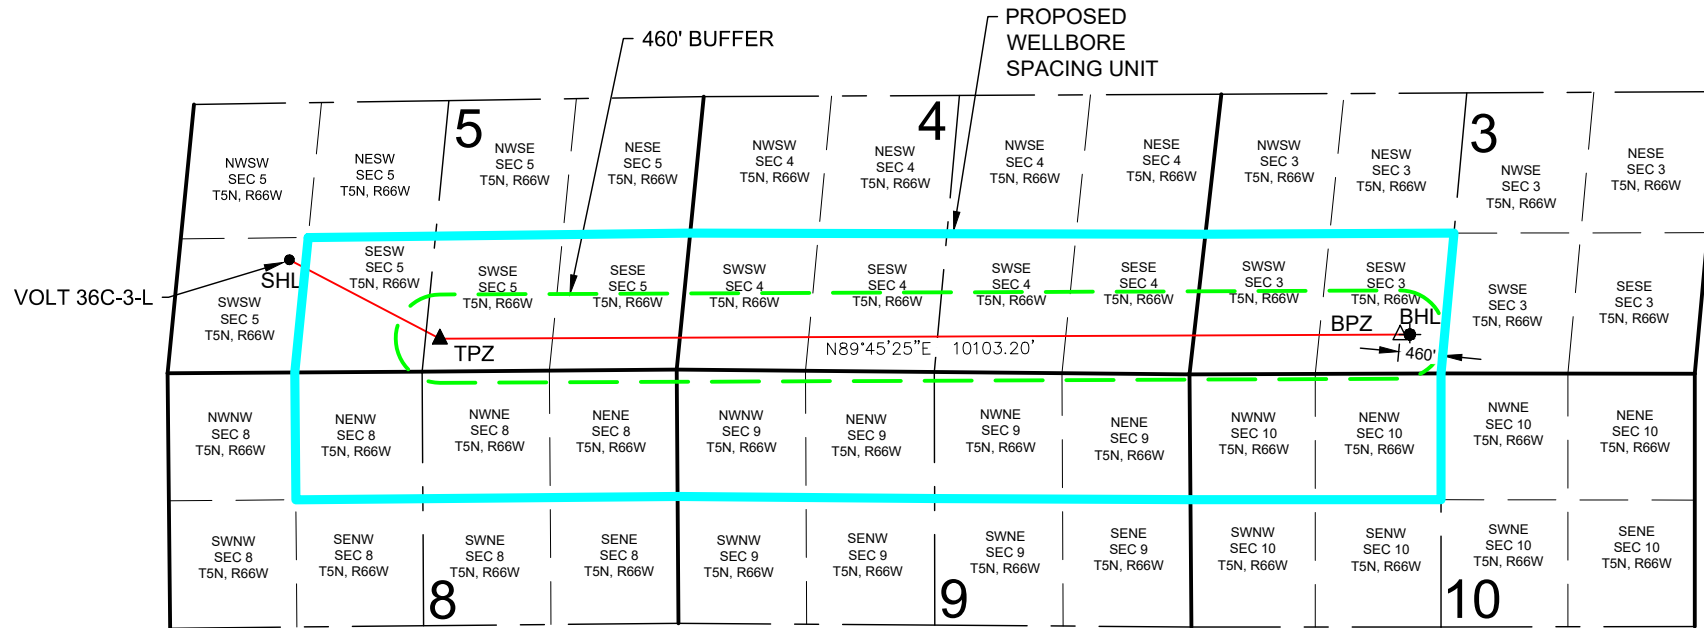 PROPOSED
WELLBORE
SPACING UNIT
460' BUFFER
5
4
3
NWSW
SEC 5
T5N, R66W
NESW
SEC 5
T5N, R66W
NWSE
SEC 5
T5N, R66W
NESE
SEC 5
T5N, R66W
NWSW
SEC 4
T5N, R66W
NESW
SEC 4
T5N, R66W
NWSE
SEC 4
T5N, R66W
NESE
SEC 4
T5N, R66W
NWSW
SEC 3
T5N, R66W
NESW
SEC 3
T5N, R66W
NWSE
SEC 3
T5N, R66W
NESE
SEC 3
T5N, R66W
VOLT 36C-3-L
SHL
SWSW
SEC 5
T5N, R66W
SESW
SEC 5
T5N, R66W
SWSE
SEC 5
T5N, R66W
SESE
SEC 5
T5N, R66W
SWSW
SEC 4
T5N, R66W
SESW
SEC 4
T5N, R66W
SWSE
SEC 4
T5N, R66W
SESE
SEC 4
T5N, R66W
SWSW
SEC 3
T5N, R66W
SESW
SEC 3
T5N, R66W
SWSE
SEC 3
T5N, R66W
SESE
SEC 3
T5N, R66W
TPZ
N89°45'25"E 10103.20'
BPZ
BHL
460'
NWNW
SEC 8
T5N, R66W
NENW
SEC 8
T5N, R66W
NWNE
SEC 8
T5N, R66W
NENE
SEC 8
T5N, R66W
NWNW
SEC 9
T5N, R66W
NENW
SEC 9
T5N, R66W
NWNE
SEC 9
T5N, R66W
NENE
SEC 9
T5N, R66W
NWNW
SEC 10
T5N, R66W
NENW
SEC 10
T5N, R66W
NWNE
SEC 10
T5N, R66W
NENE
SEC 10
T5N, R66W
SWNW
SEC 8
T5N, R66W
SENW
SEC 8
T5N, R66W
SWNE
SEC 8
T5N, R66W
SENE
SEC 8
T5N, R66W
SWNW
SEC 9
T5N, R66W
SENW
SEC 9
T5N, R66W
SWNE
SEC 9
T5N, R66W
SENE
SEC 9
T5N, R66W
SWNW
SEC 10
T5N, R66W
SENW
SEC 10
T5N, R66W
SWNE
SEC 10
T5N, R66W
SENE
SEC 10
T5N, R66W
8
9
10